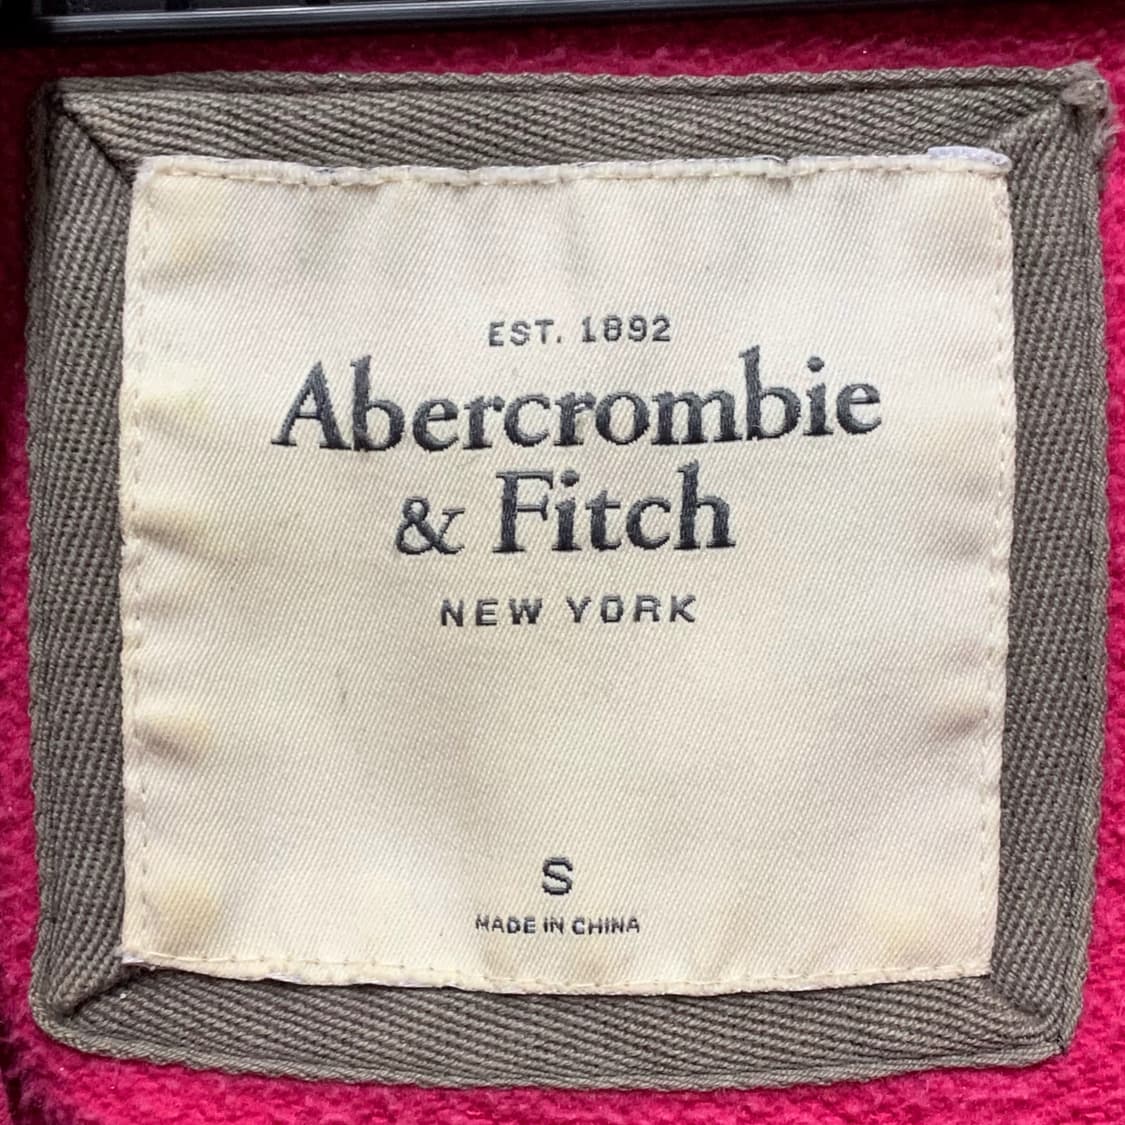 EST. 1892
Abercrombie
& Fitch
NEW YORK
S
MADE IN CHINA